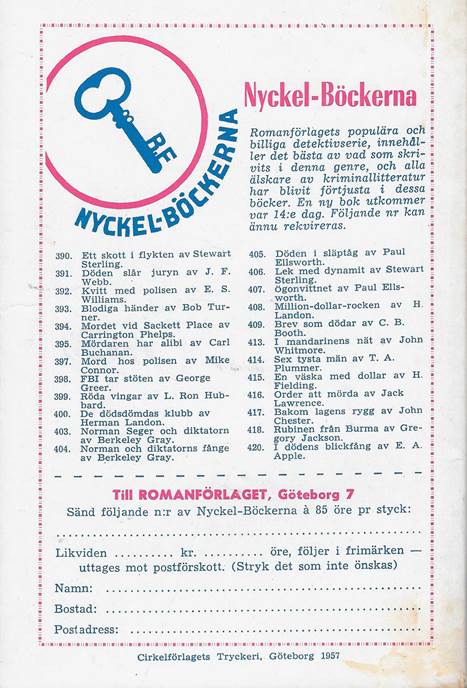 RE
NYCKEL-BÖCKERNA
Nyckel-Böckerna
Romanförlagets populära och
billiga detektivserie, innehål-
ler det bästa av vad som skri-
vits i denna genre, och alla
älskare av kriminallitteratur
har blivit förtjusta i dessa
böcker. En ny bok utkommer
var 14:e dag. Följande nr kan
ännu rekvireras.
390. Ett skott i flykten av Stewart
Sterling.
391. Döden slår juryn av J. F.
Webb.
392. Kvitt med polisen av E. S.
Williams.
393. Blodiga händer av Bob Tur-
ner.
394. Mordet vid Sackett Place av
Carrington Phelps.
395. Mördaren har alibi av Carl
Buchanan.
397. Mord hos polisen av Mike
Connor.
398. FBI tar stöten av George
Greer.
399. Röda vingar av L. Ron Hub-
bard.
400. De dödsdömdas klubb av
Herman Landon.
403. Norman Seger och diktatorn
av Berkeley Gray.
404. Norman och diktatorns fånge
av Berkeley Gray.
405. Döden i släptåg av Paul
Ellsworth.
406. Lek med dynamit av Stewart
Sterling.
407. Ögonvittnet av Paul Ells-
worth.
408. Million-dollar-rocken av H.
Landon.
409. Brev som dödar av C. B.
Booth.
413. I mandarinens nät av John
Whitmore.
414. Sex tysta män av T. A.
Plummer.
415. En väska med dollar av H.
Fielding.
416. Order att mörda av Jack
Lawrence.
417. Bakom lagens rygg av John
Chester.
418. Rubinen från Burma av Gre-
gory Jackson.
420. I dödens blickfång av E. A.
Apple.
Till ROMANFÖRLAGET, Göteborg 7
Sänd följande n:r av Nyckel-Böckerna à 85 öre pr styck:
Likviden .......... kr. .......... öre, följer i frimärken —
uttages mot postförskott. (Stryk det som inte önskas)
Namn:
Bostad:
Postadress:
Cirkelförlagets Tryckeri, Göteborg 1957